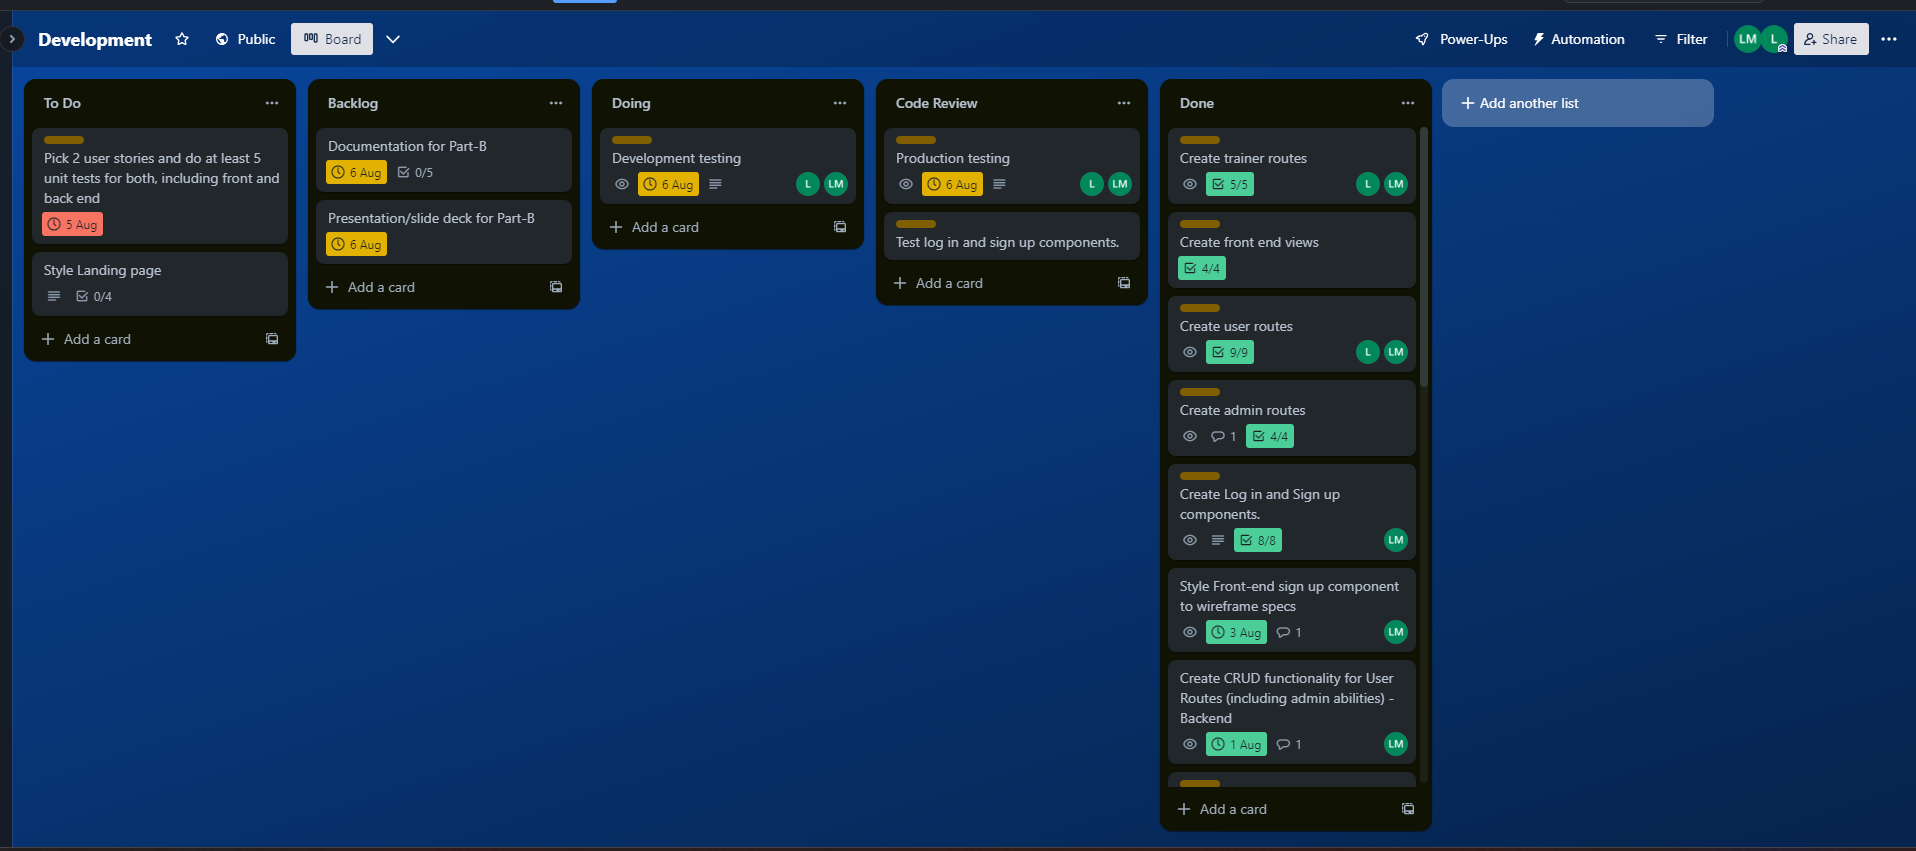 Development
Public
Board
Power-Ups
Automation
Filter
LM
L
Share
To Do
Pick 2 user stories and do at least 5
unit tests for both, including front and
back end
5 Aug
Style Landing page
0/4
Add a card
Backlog
Documentation for Part-B
6 Aug
0/5
Presentation/slide deck for Part-B
6 Aug
Add a card
Doing
Development testing
6 Aug
L
LM
Add a card
Code Review
Production testing
6 Aug
L
LM
Test log in and sign up components.
Add a card
Done
Create trainer routes
5/5
L
LM
Create front end views
4/4
Create user routes
9/9
L
LM
Create admin routes
1
4/4
Create Log in and Sign up
components.
8/8
LM
Style Front-end sign up component
to wireframe specs
3 Aug
1
LM
Create CRUD functionality for User
Routes (including admin abilities) -
Backend
1 Aug
1
LM
Add a card
Add another list